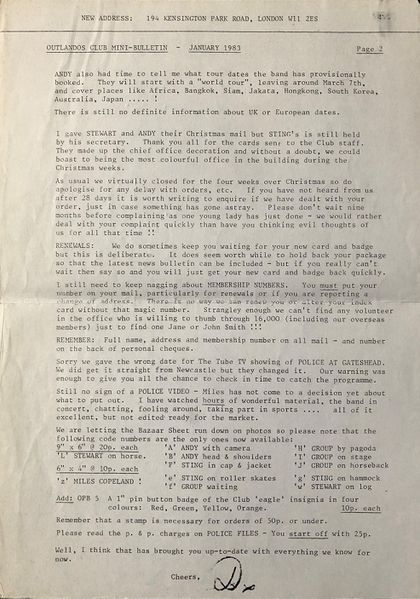 NEW ADDRESS: 194 KENSINGTON PARK ROAD, LONDON W11 2ES
OUTLANDOS CLUB MINI-BULLETIN - JANUARY 1983 Page 2
ANDY also had time to tell me what tour dates the band has provisionally
booked. They will start with a "world tour", leaving around March 7th,
and cover places like Africa, Bangkok, Siam, Jakata, Hongkong, South Korea,
Australia, Japan ..... !
There is still no definite information about UK or European dates.
I gave STEWART and ANDY their Christmas mail but STING's is still held
by his secretary. Thank you all for the cards sent to the Club staff.
They made up the chief office decoration and without a doubt, we could
boast to being the most colourful office in the building during the
Christmas weeks.
As usual we virtually closed for the four weeks over Christmas so do
apologise for any delay with orders, etc. If you have not heard from us
after 28 days it is worth writing to enquire if we have dealt with your
order, just in case something has gone astray. Please don't wait nine
months before complaining as one young lady has just done - we would rather
deal with your complaint quickly than have you thinking evil thoughts of
us for all that time !!
RENEWALS: We do sometimes keep you waiting for your new card and badge
but this is deliberate. It does seem worth while to hold back your package
so that the latest news bulletin can be included - but if you really can't
wait then say so and you will just get your new card and badge back quickly.
I still need to keep nagging about MEMBERSHIP NUMBERS. You must put your
number on your mail, particularly for renewals or if you are reporting a
change of address. There is no way we can renew you or alter your index
card without that magic number. Strangley enough we can't find any volunteer
in the office who is willing to thumb through 16,000 (including our overseas
members) just to find one Jane or John Smith !!!
REMEMBER: Full name, address and membership number on all mail - and number
on the back of personal cheques.
Sorry we gave the wrong date for The Tube TV showing of POLICE AT GATESHEAD.
We did get it straight from Newcastle but they changed it. Our warning was
enough to give you all the chance to check in time to catch the programme.
Still no sign of a POLICE VIDEO - Miles has not come to a decision yet about
what to put out. I have watched hours of wonderful material, the band in
concert, chatting, fooling around, taking part in sports .... all of it
excellent, but not edited ready for the market.
We are letting the Bazaar Sheet run down on photos so please note that the
following code numbers are the only ones now available:
9" x 6" @ 20p. each 'A' ANDY with camera 'H' GROUP by pagoda
'L' STEWART on horse. 'B' ANDY head & shoulders 'I' GROUP on stage
6" x 4" @ 10p. each 'F' STING in cap & jacket 'J' GROUP on horseback
'z' MILES COPELAND ! 'e' STING on roller skates 'g' STING on hammock
'f' GROUP waiting 'w' STEWART on log
Add: OPB 5 A 1" pin button badge of the Club 'eagle' insignia in four
colours: Red, Green, Yellow, Orange. 10p. each
Remember that a stamp is necessary for orders of 50p. or under.
Please read the p. & p. charges on POLICE FILES - You start off with 25p.
Well, I think that has brought you up-to-date with everything we know for
now.
Cheers,